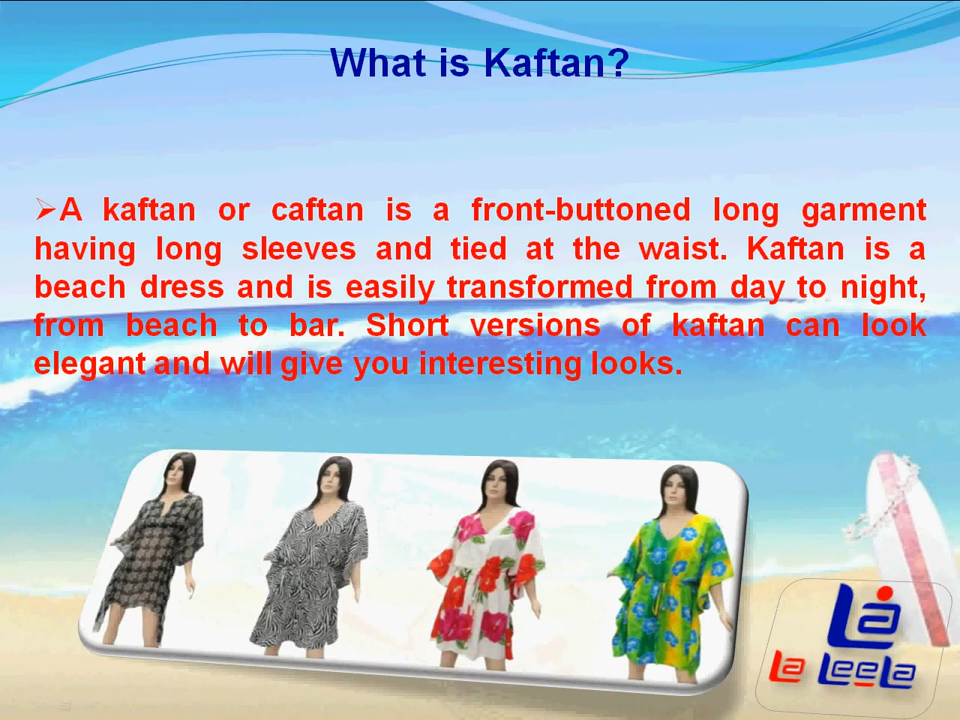 What is Kaftan?
➢A kaftan or caftan is a front-buttoned long garment
having long sleeves and tied at the waist. Kaftan is a
beach dress and is easily transformed from day to night,
from beach to bar. Short versions of kaftan can look
elegant and will give you interesting looks.
La
La Leela